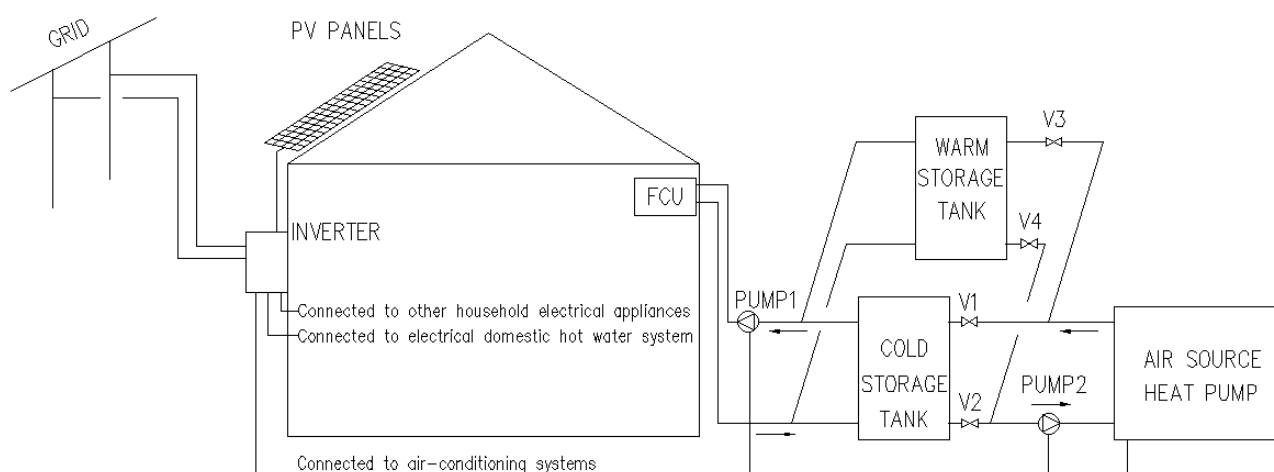 GRID
PV PANELS
V3
WARM
STORAGE
TANK
FCU
V4
INVERTER
PUMP1
V1
Connected to other household electrical appliances
Connected to electrical domestic hot water system
COLD
STORAGE
TANK
AIR SOURCE
HEAT PUMP
PUMP2
V2
Connected to air-conditioning systems